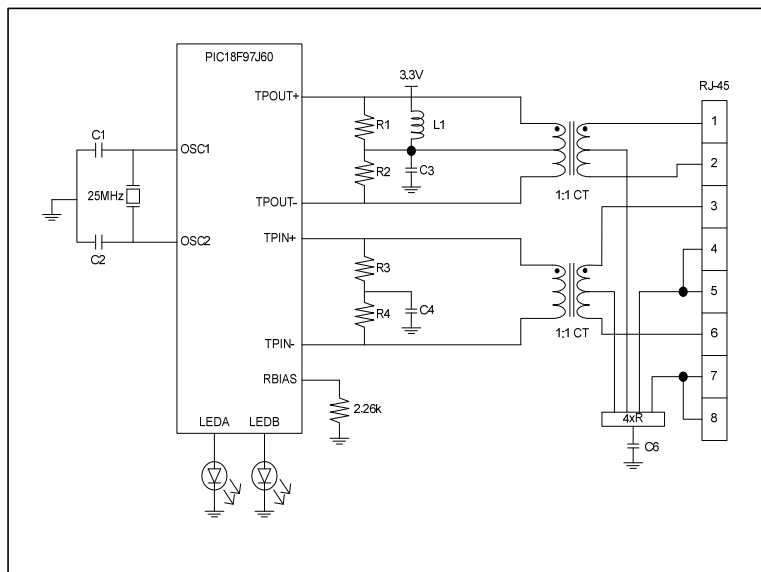 PIC18F97J60
3.3V
RJ-45
TPOUT+
R1
L1
1
C1
OSC1
2
R2
C3
25MHz
1:1 CT
TPOUT-
3
C2
OSC2
TPIN+
4
R3
5
R4
C4
6
1:1 CT
TPIN-
7
RBIAS
2.26k
8
LEDA
LEDB
4xR
C6